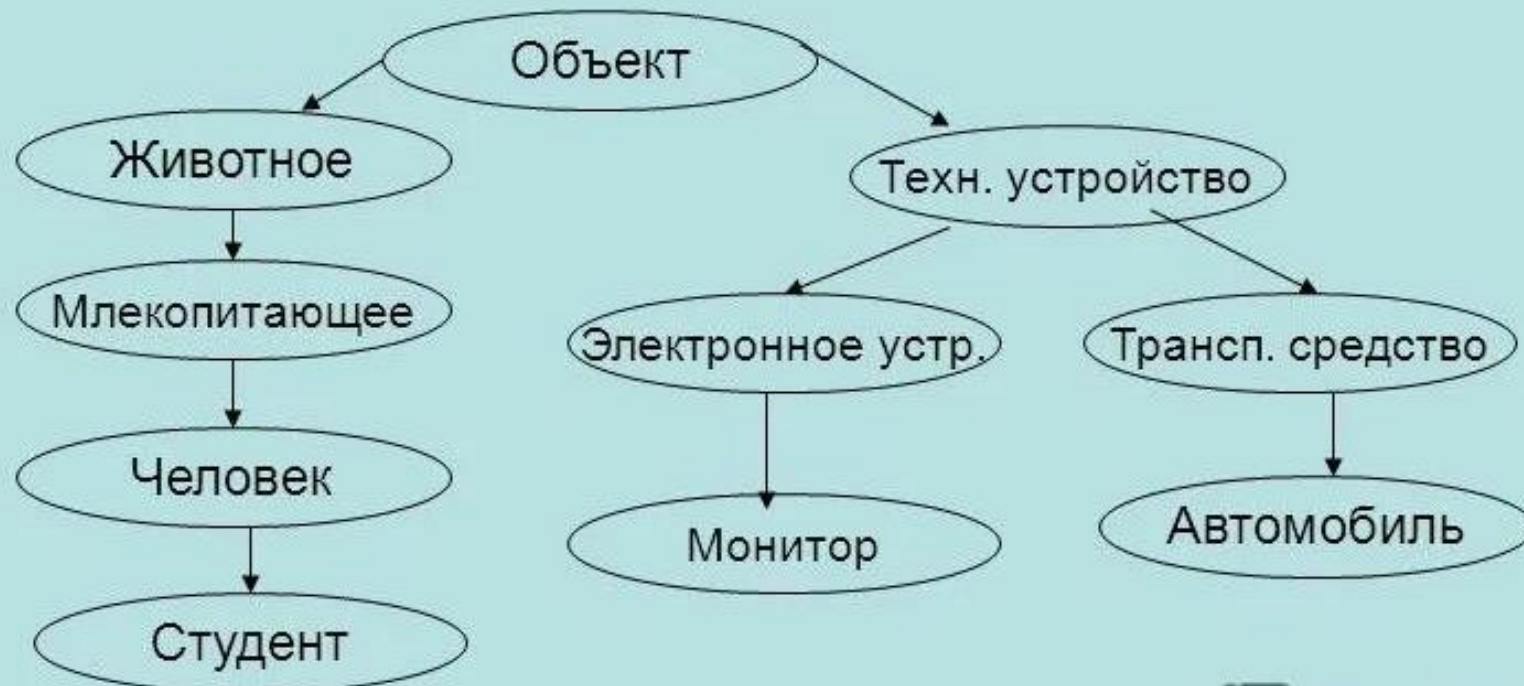 Объект
Животное
Техн. устройство
Млекопитающее
Электронное устр.
Трансп. средство
Человек
Монитор
Автомобиль
Студент